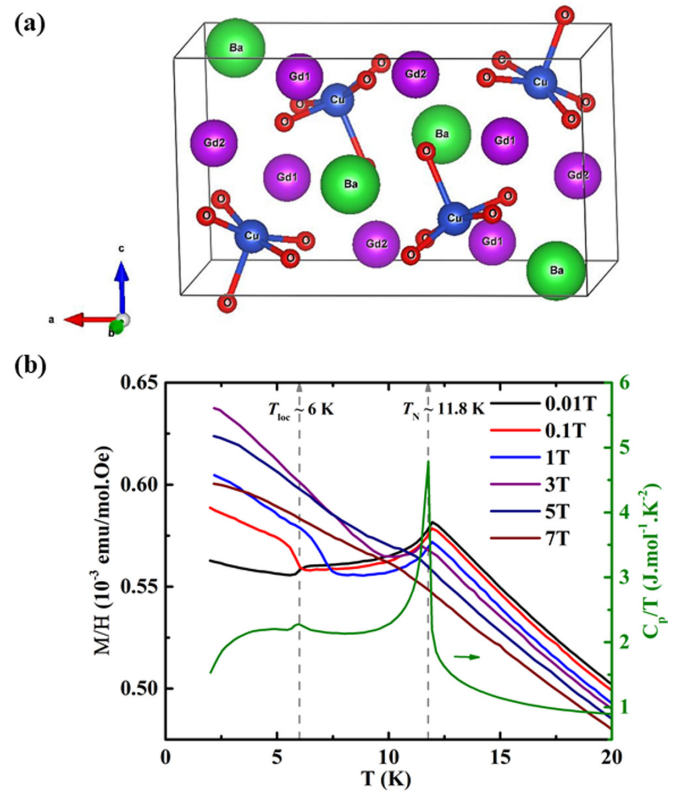 (a)
Ba
Gd1
Gd2
O
O
O
O
O
O
Cu
Cu
O
O
O
O
Gd2
Gd1
Ba
Ba
O
O
Gd1
Gd2
O
O
Cu
O
O
O
Gd2
Cu
O
O
O
O
Gd1
Ba
c
a
b
(b)
T_loc ~ 6 K
T_N ~ 11.8 K
0.01T
0.1T
1T
3T
5T
7T
0.65
0.60
0.55
0.50
M/H (10⁻³ emu/mol.Oe)
6
5
4
3
2
1
C_p/T (J.mol⁻¹.K⁻²)
0
5
10
15
20
T (K)